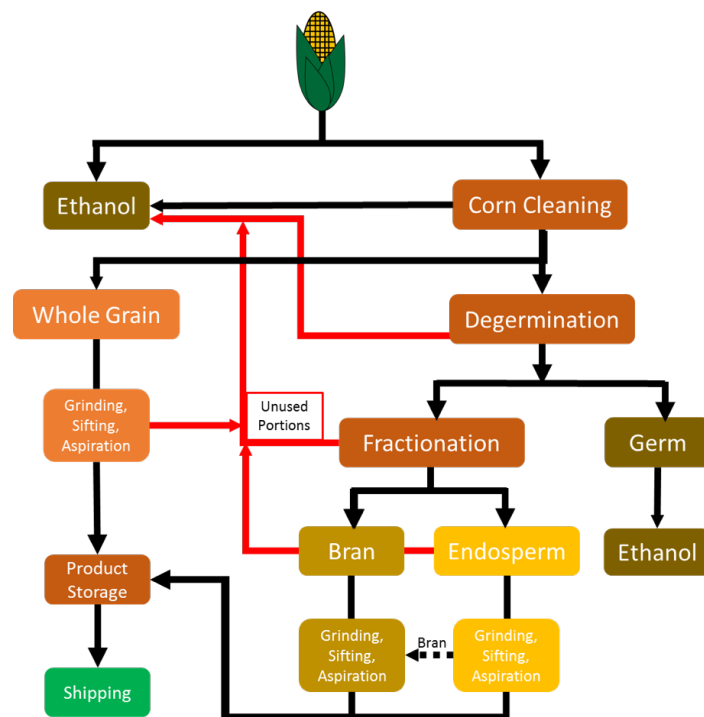 Ethanol
Corn Cleaning
Whole Grain
Degermination
Grinding,
Sifting,
Aspiration
Unused
Portions
Fractionation
Germ
Bran
Endosperm
Ethanol
Product
Storage
Grinding,
Sifting,
Aspiration
Bran
Grinding,
Sifting,
Aspiration
Shipping